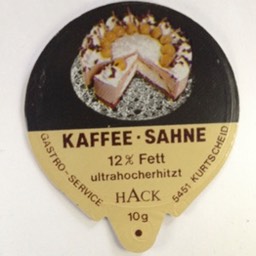 KAFFEE · SAHNE
12% Fett
ultrahocherhitzt
GASTRO-SERVICE
HACK
5451 KURTSCHEID
10g